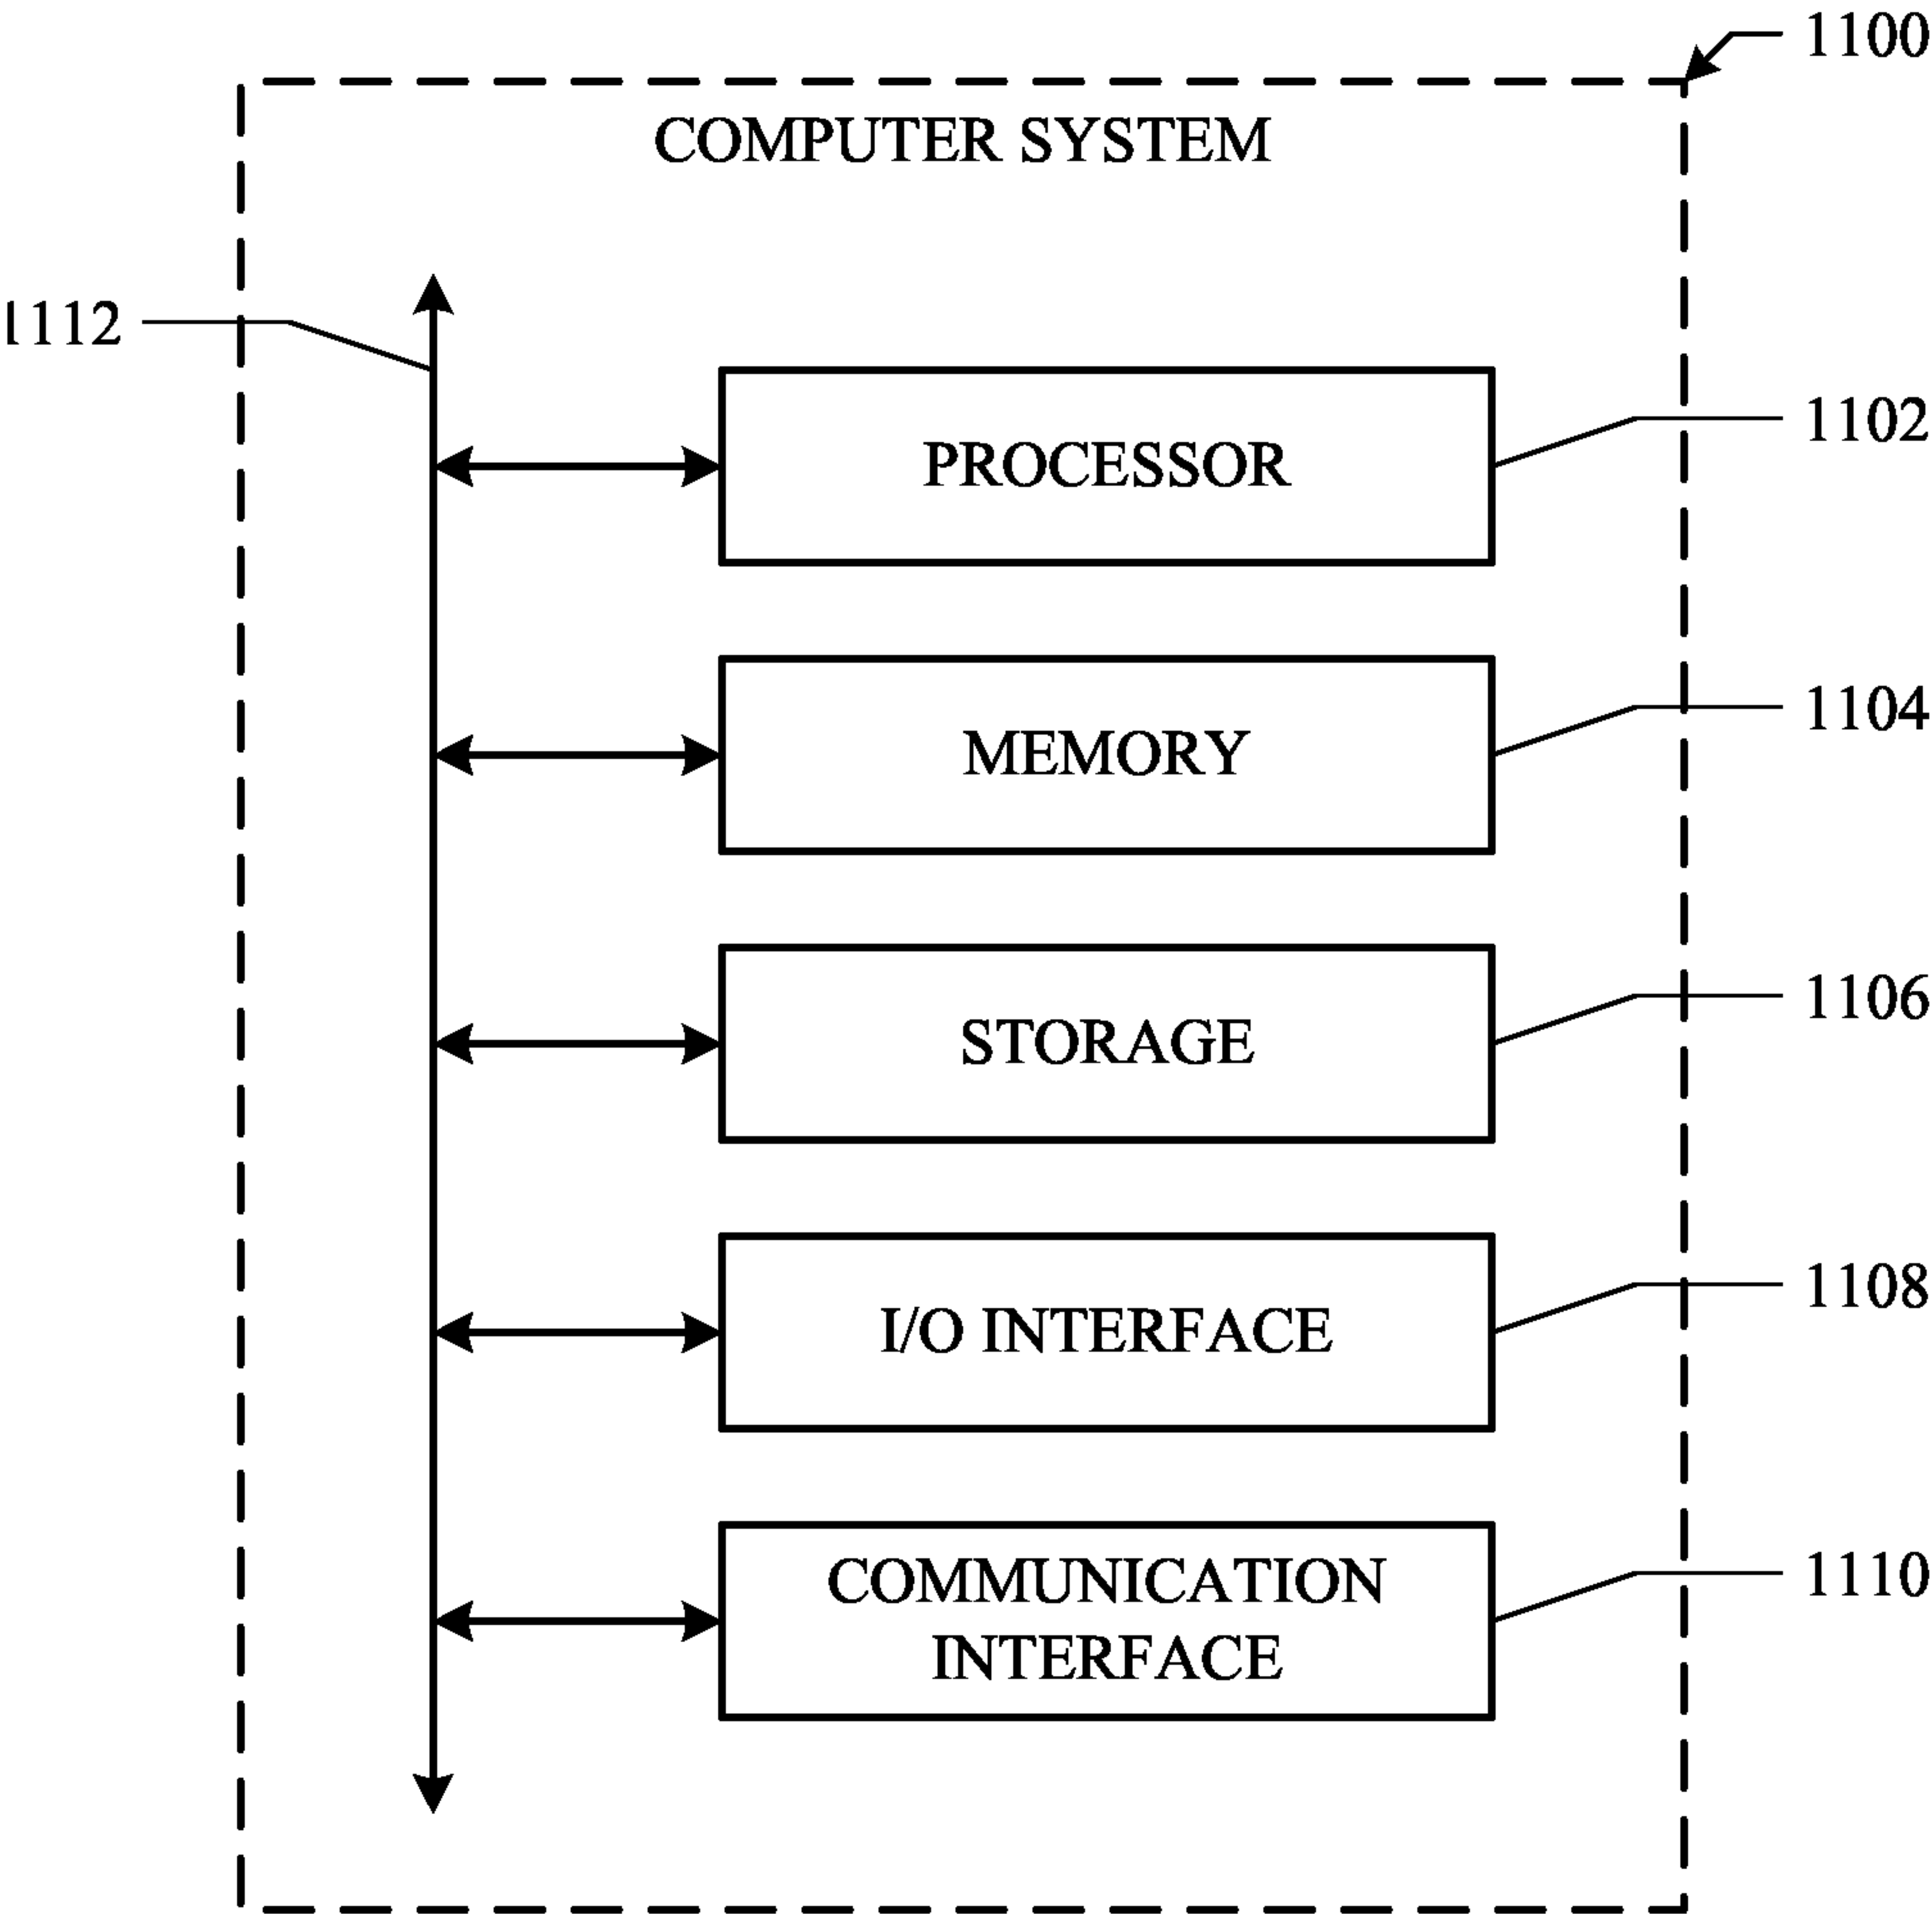 1100
COMPUTER SYSTEM
1112
1102
PROCESSOR
1104
MEMORY
1106
STORAGE
1108
I/O INTERFACE
1110
COMMUNICATION
INTERFACE